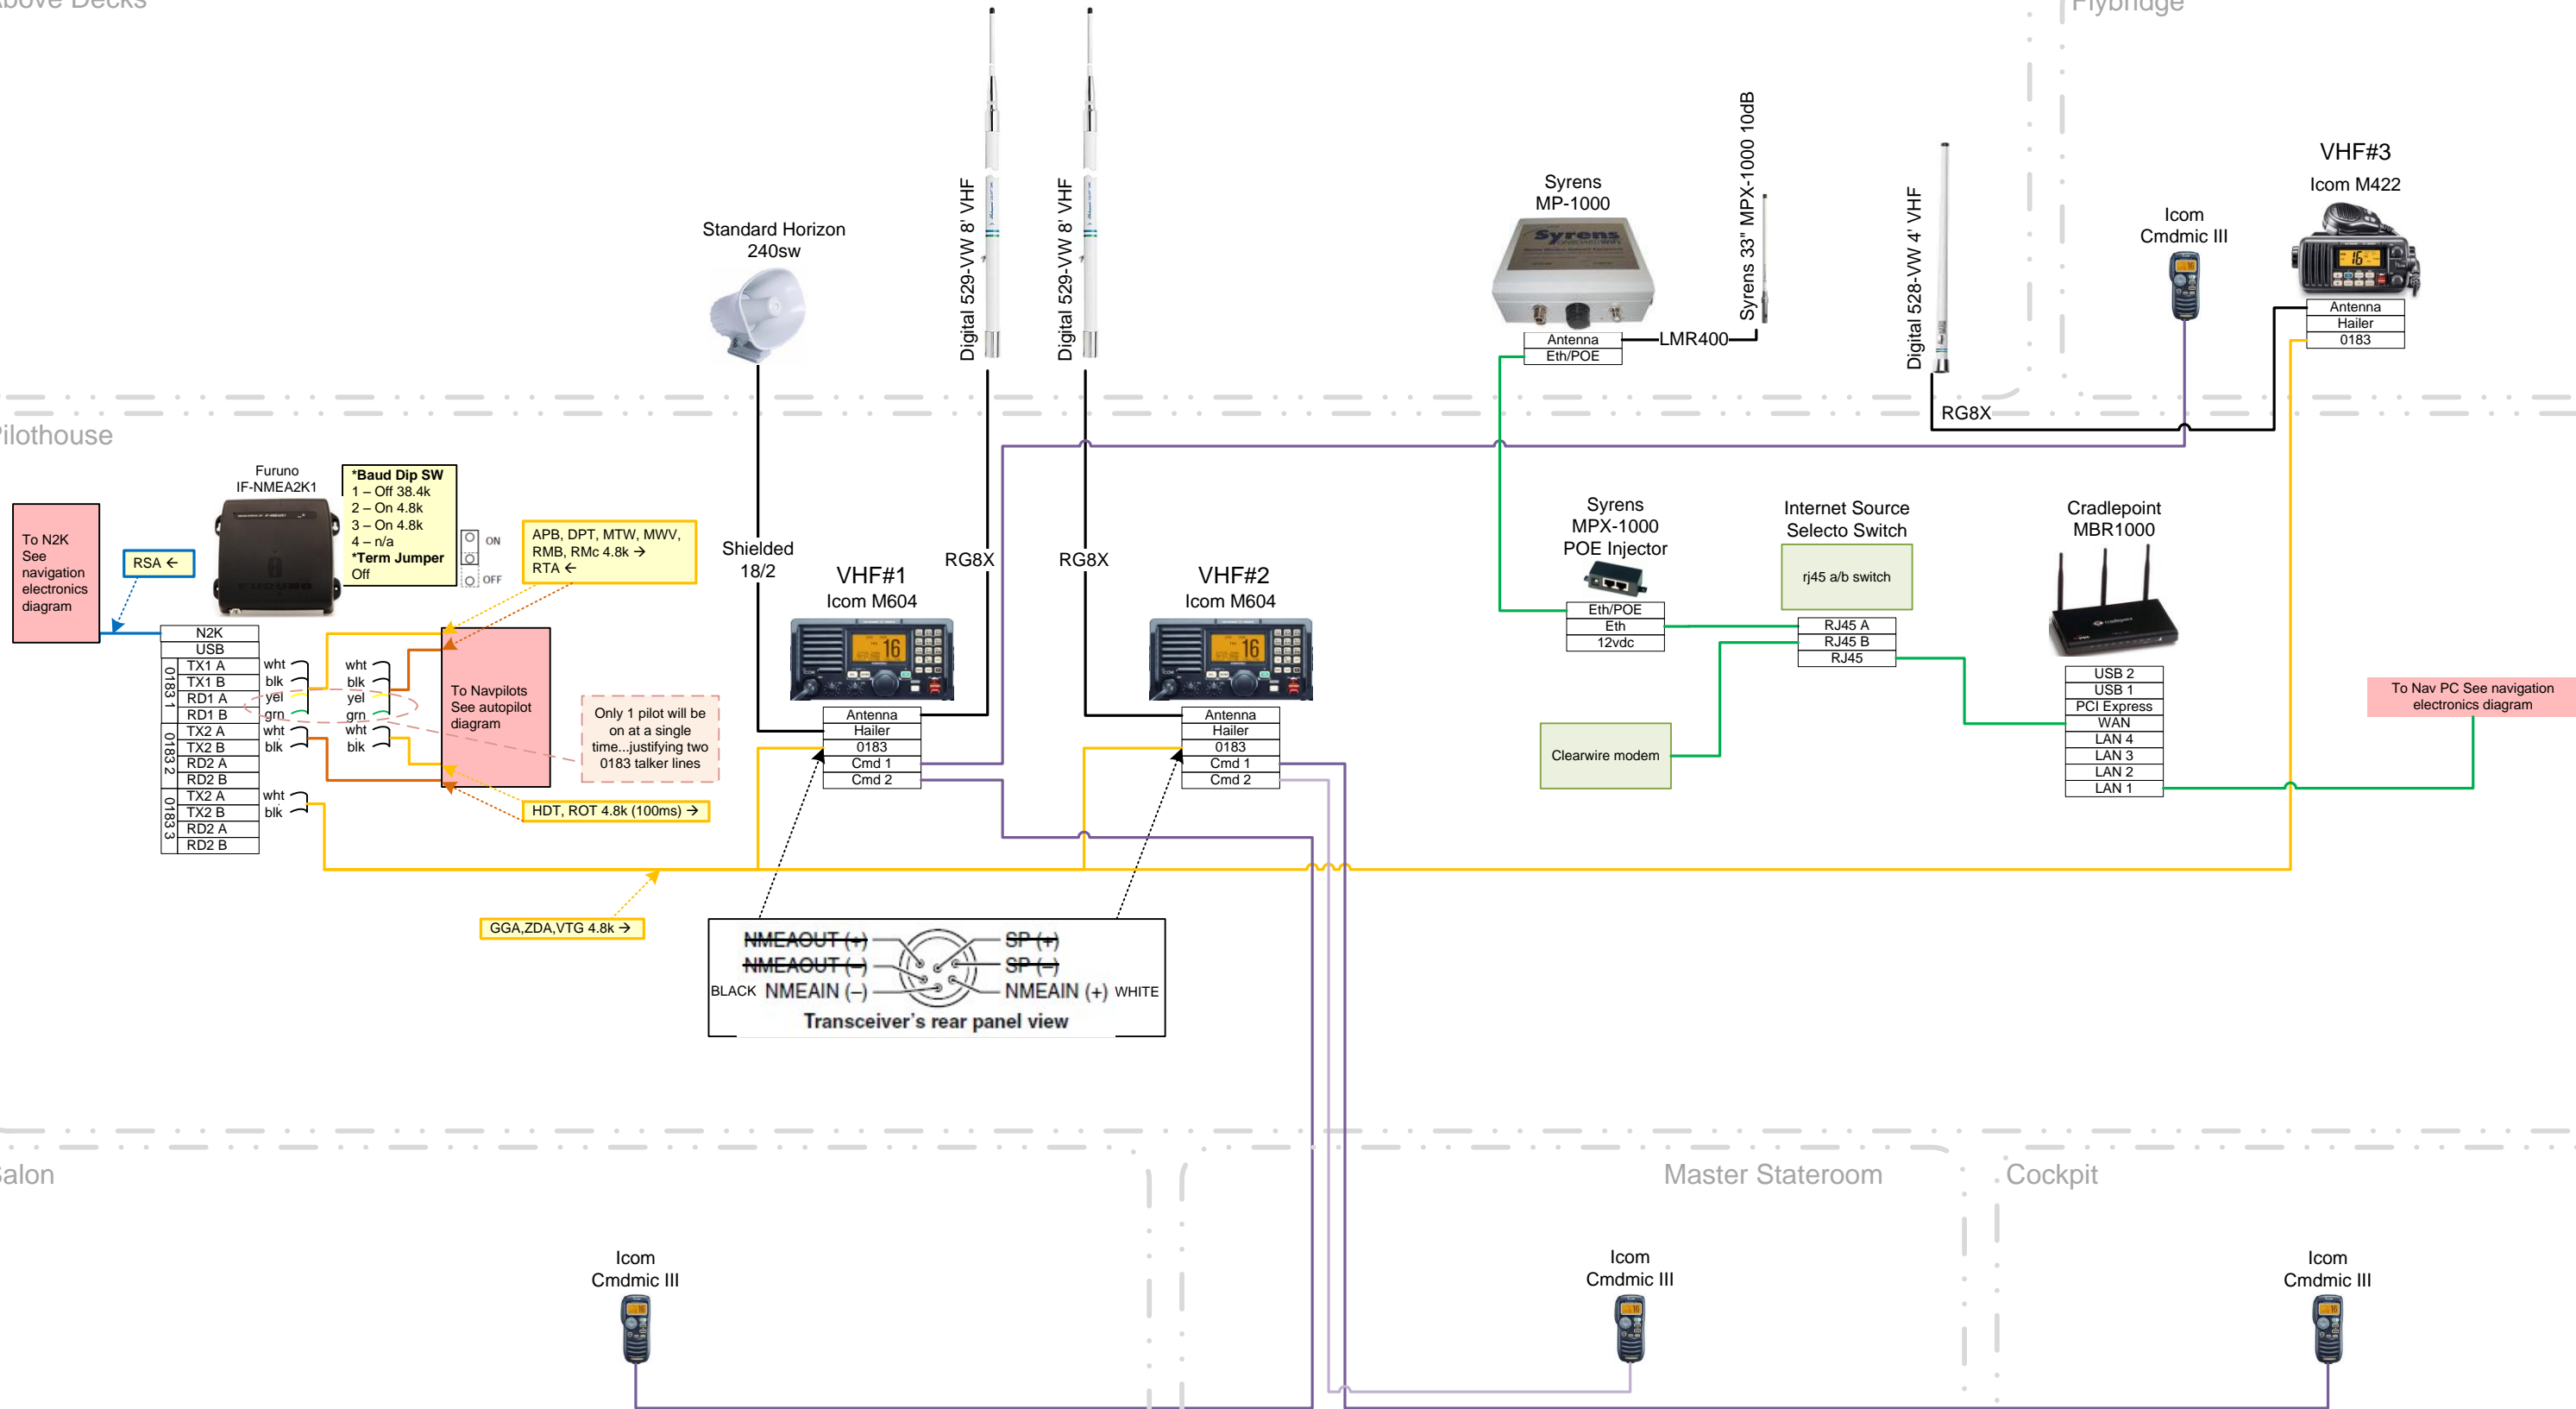 Above Decks
Flybridge
Digital 529-VW 8' VHF
Digital 529-VW 8' VHF
Standard Horizon
240sw
Syrens
MP-1000
Syrens
Syrens 33" MPX-1000 10dB
Antenna
Eth/POE
LMR400
Digital 528-VW 4' VHF
RG8X
Icom
Cmdmic III
VHF#3
Icom M422
16
Antenna
Hailer
0183
Pilothouse
To N2K
See
navigation
electronics
diagram
RSA ←
Furuno
IF-NMEA2K1
*Baud Dip SW
1 – Off 38.4k
2 – On 4.8k
3 – On 4.8k
4 – n/a
*Term Jumper
Off
ON
OFF
APB, DPT, MTW, MWV,
RMB, RMc 4.8k →
RTA ←
N2K
USB
0183 1
TX1 A
TX1 B
RD1 A
RD1 B
0183 2
TX2 A
TX2 B
RD2 A
RD2 B
0183 3
TX2 A
TX2 B
RD2 A
RD2 B
wht
blk
yel
grn
wht
blk
wht
blk
wht
blk
yel
grn
wht
blk
To Navpilots
See autopilot
diagram
Only 1 pilot will be
on at a single
time...justifying two
0183 talker lines
HDT, ROT 4.8k (100ms) →
GGA,ZDA,VTG 4.8k →
Shielded
18/2
RG8X
RG8X
VHF#1
Icom M604
16
Antenna
Hailer
0183
Cmd 1
Cmd 2
VHF#2
Icom M604
16
Antenna
Hailer
0183
Cmd 1
Cmd 2
Syrens
MPX-1000
POE Injector
Eth/POE
Eth
12vdc
Internet Source
Selecto Switch
rj45 a/b switch
RJ45 A
RJ45 B
RJ45
Clearwire modem
Cradlepoint
MBR1000
USB 2
USB 1
PCI Express
WAN
LAN 4
LAN 3
LAN 2
LAN 1
To Nav PC See navigation
electronics diagram
NMEAOUT (+)
NMEAOUT (–)
BLACK NMEAIN (–)
SP (+)
SP (–)
NMEAIN (+) WHITE
Transceiver's rear panel view
Salon
Master Stateroom
Cockpit
Icom
Cmdmic III
Icom
Cmdmic III
Icom
Cmdmic III